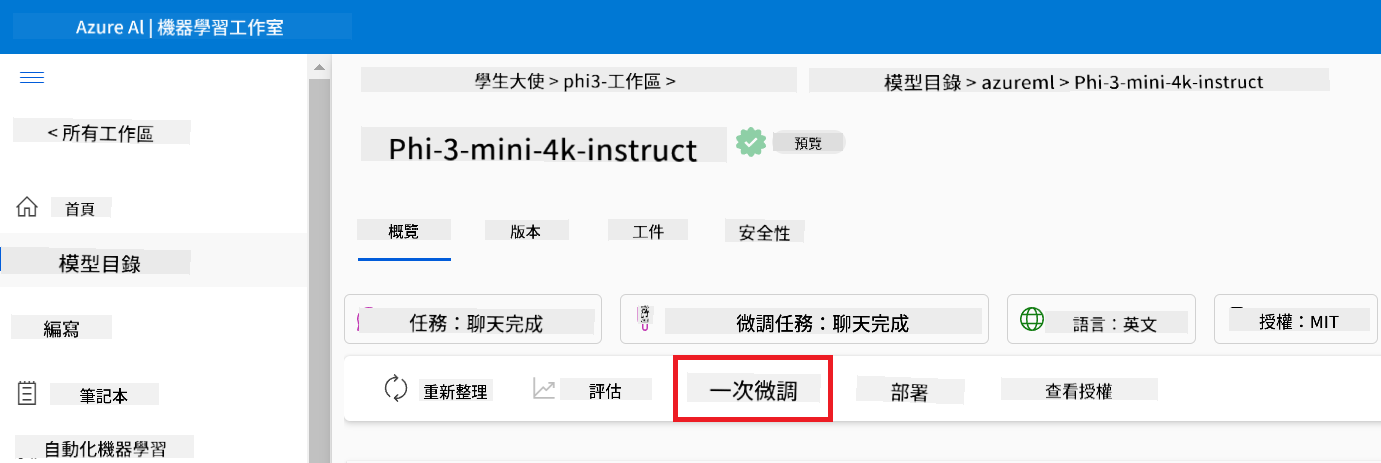 Azure Al | 機器學習工作室
學生大使 > phi3-工作區 >
模型目錄 > azureml > Phi-3-mini-4k-instruct
< 所有工作區
Phi-3-mini-4k-instruct
預覽
首頁
概覽
版本
工件
安全性
模型目錄
編寫
任務：聊天完成
微調任務：聊天完成
語言：英文
授權：MIT
筆記本
重新整理
評估
一次微調
部署
查看授權
自動化機器學習